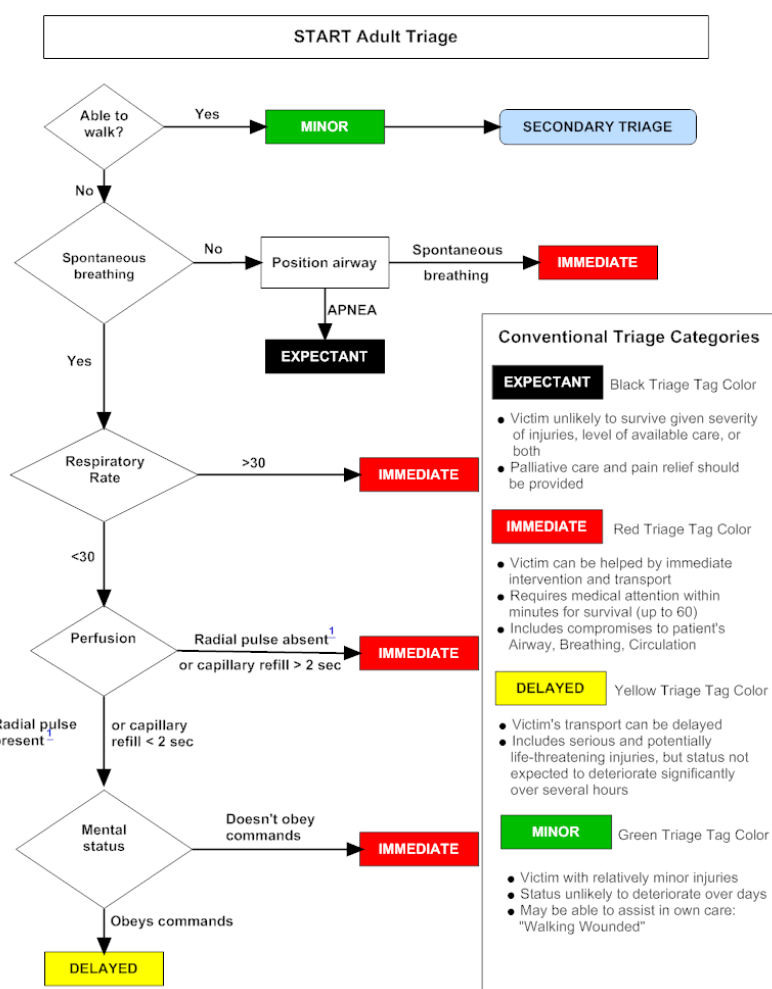 START Adult Triage
Able to
walk?
Yes
MINOR
SECONDARY TRIAGE
No
Spontaneous
breathing
No
Position airway
Spontaneous
breathing
IMMEDIATE
APNEA
EXPECTANT
Yes
Respiratory
Rate
>30
IMMEDIATE
<30
Perfusion
Radial pulse absent1
or capillary refill > 2 sec
IMMEDIATE
Radial pulse
present1
or capillary
refill < 2 sec
Mental
status
Doesn't obey
commands
IMMEDIATE
Obeys commands
DELAYED
Conventional Triage Categories
EXPECTANT Black Triage Tag Color
● Victim unlikely to survive given severity
of injuries, level of available care, or
both
● Palliative care and pain relief should
be provided
IMMEDIATE Red Triage Tag Color
● Victim can be helped by immediate
intervention and transport
● Requires medical attention within
minutes for survival (up to 60)
● Includes compromises to patient's
Airway, Breathing, Circulation
DELAYED Yellow Triage Tag Color
● Victim's transport can be delayed
● Includes serious and potentially
life-threatening injuries, but status not
expected to deteriorate significantly
over several hours
MINOR Green Triage Tag Color
● Victim with relatively minor injuries
● Status unlikely to deteriorate over days
● May be able to assist in own care:
"Walking Wounded"